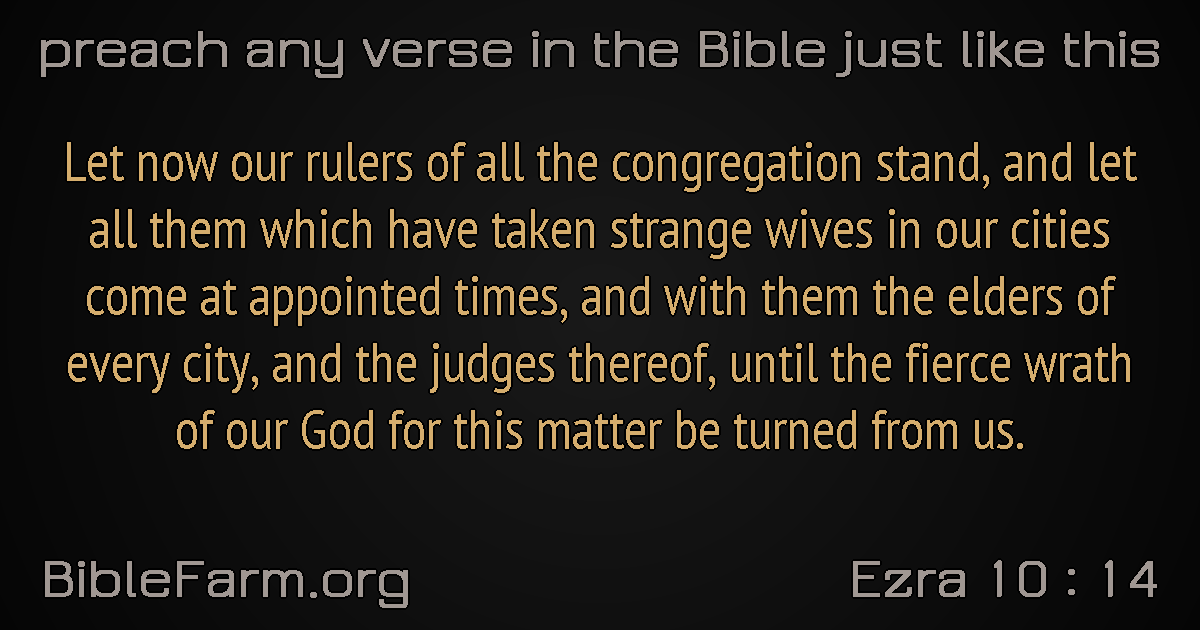 preach any verse in the Bible just like this
Let now our rulers of all the congregation stand, and let
all them which have taken strange wives in our cities
come at appointed times, and with them the elders of
every city, and the judges thereof, until the fierce wrath
of our God for this matter be turned from us.
BibleFarm.org
Ezra 10 : 14